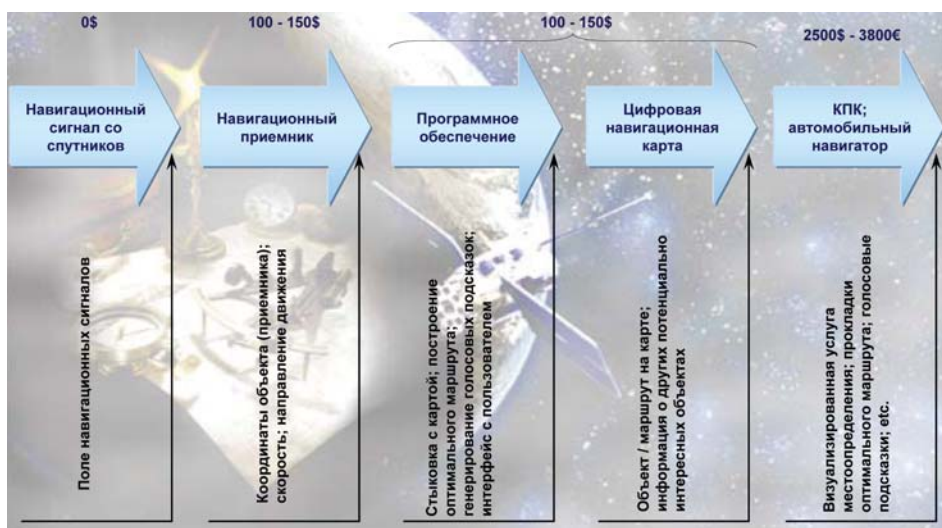 0$
100 - 150$
100 - 150$
2500$ - 3800€
Навигационный
сигнал со
спутников
Навигационный
приемник
Программное
обеспечение
Цифровая
навигационная
карта
КПК;
автомобильный
навигатор
Поле навигационных сигналов
Координаты объекта (приемника);
скорость; направление движения
Стыковка с картой; построение
оптимального маршрута;
генерирование голосовых подсказок;
интерфейс с пользователем
Объект / маршрут на карте;
информация о других потенциально
интересных объектах
Визуализированная услуга
местоопределения; прокладки
оптимального маршрута; голосовые
подсказки; etc.